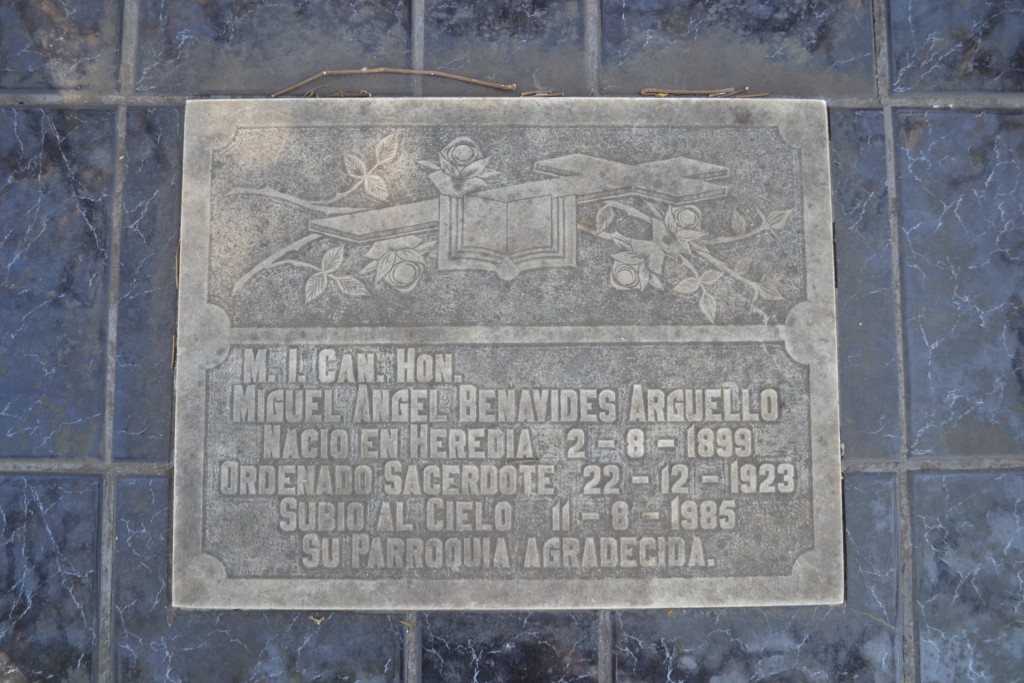 M. I. CAN. HON.
MIGUEL ANGEL BENAVIDES ARGUELLO
NACIO EN HEREDIA 2 - 8 - 1899
ORDENADO SACERDOTE 22 - 12 - 1923
SUBIO AL CIELO 11 - 8 - 1985
SU PARROQUIA AGRADECIDA.